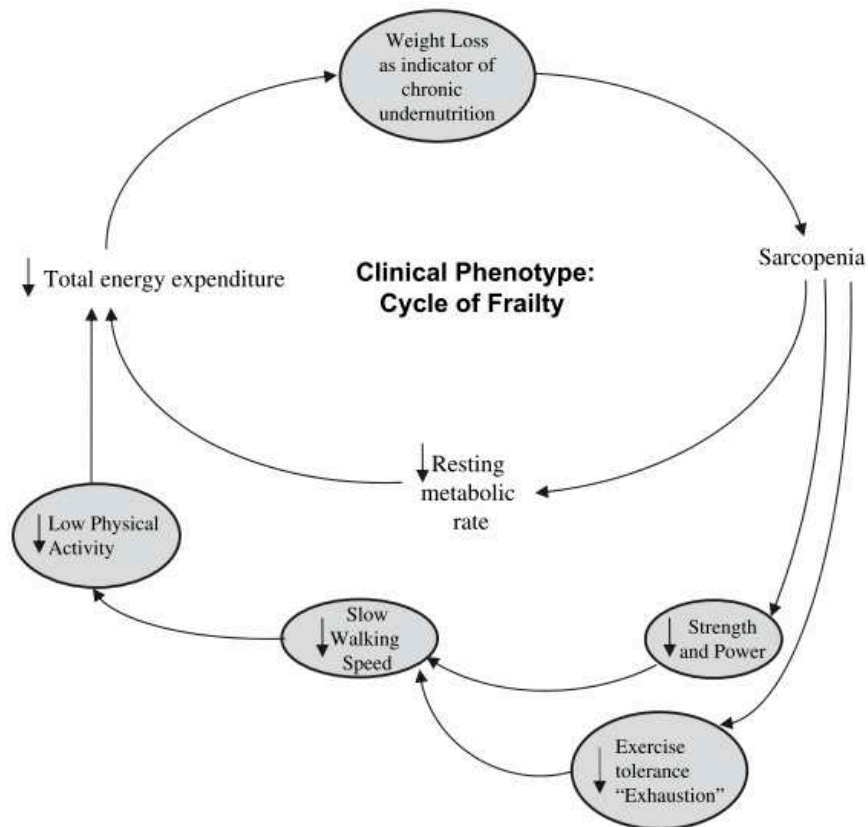 Weight Loss
as indicator of
chronic
undernutrition
↓ Total energy expenditure
Clinical Phenotype:
Cycle of Frailty
Sarcopenia
↓ Resting
metabolic
rate
↓ Low Physical
Activity
↓ Slow
Walking
Speed
↓ Strength
and Power
↓ Exercise
tolerance
“Exhaustion”